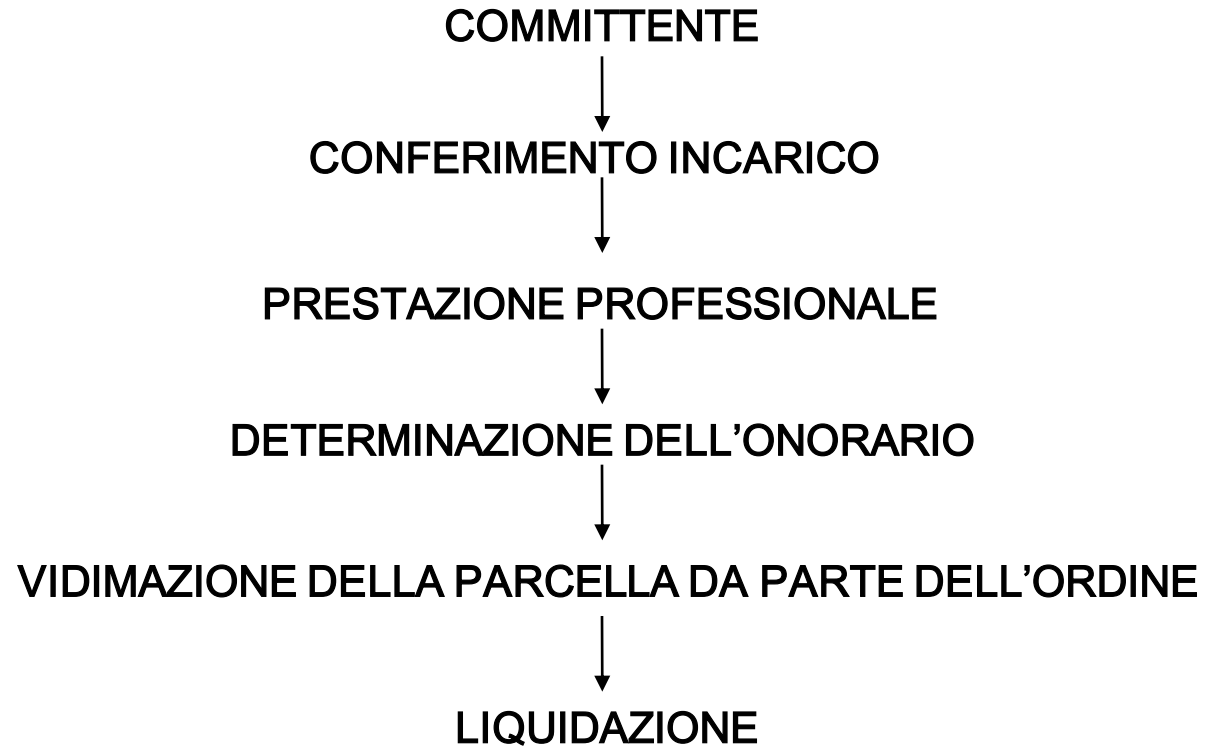 COMMITTENTE
CONFERIMENTO INCARICO
PRESTAZIONE PROFESSIONALE
DETERMINAZIONE DELL’ONORARIO
VIDIMAZIONE DELLA PARCELLA DA PARTE DELL’ORDINE
LIQUIDAZIONE